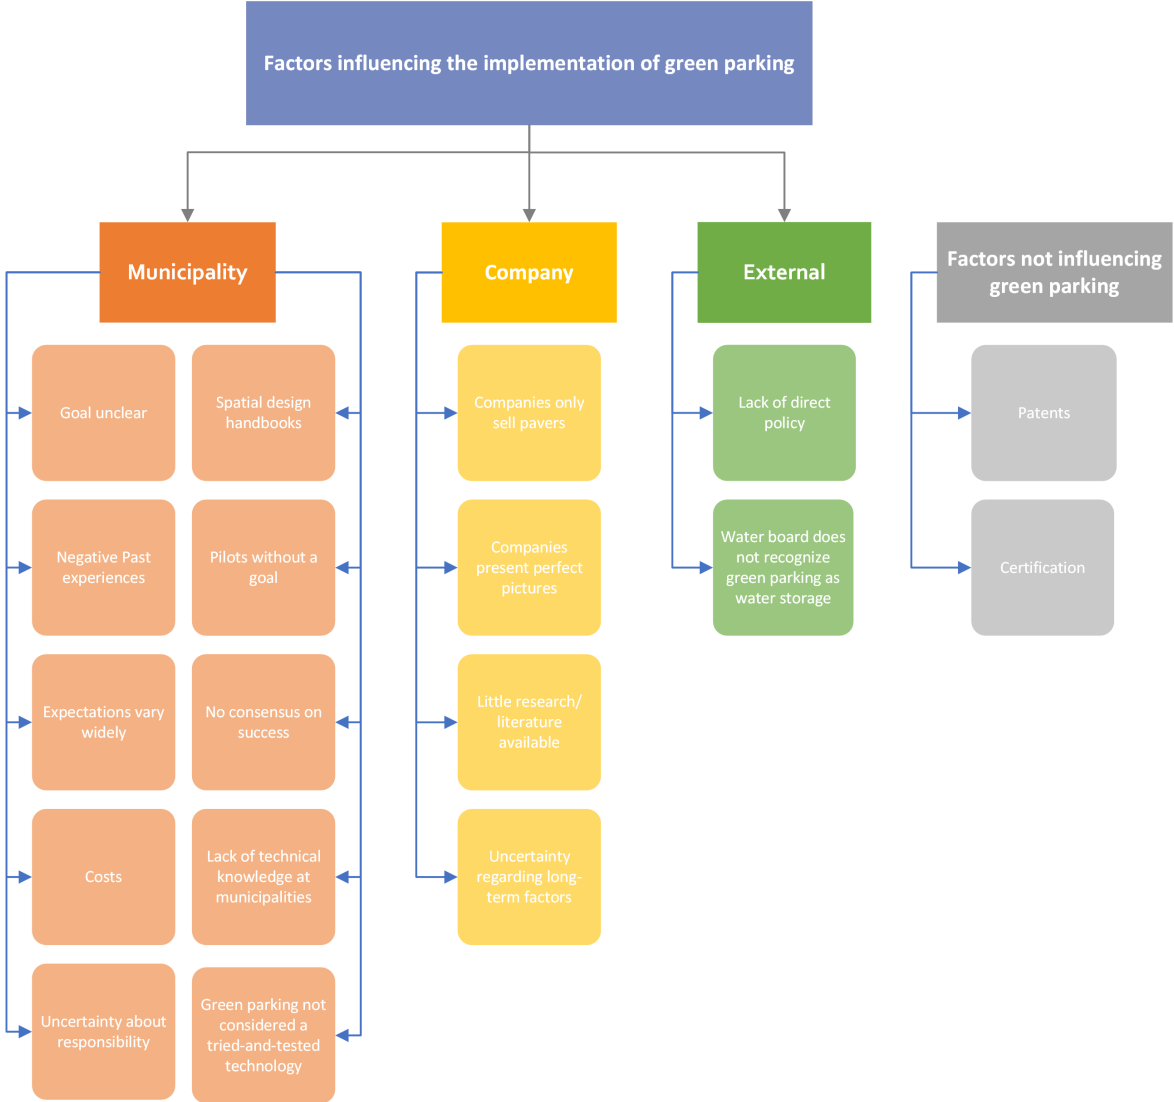 Factors influencing the implementation of green parking
Municipality
Goal unclear
Negative Past
experiences
Expectations vary
widely
Costs
Uncertainty about
responsibility
Spatial design
handbooks
Pilots without a
goal
No consensus on
success
Lack of technical
knowledge at
municipalities
Green parking not
considered a
tried-and-tested
technology
Company
Companies only
sell pavers
Companies
present perfect
pictures
Little research/
literature
available
Uncertainty
regarding long-
term factors
External
Lack of direct
policy
Water board does
not recognize
green parking as
water storage
Factors not influencing
green parking
Patents
Certification